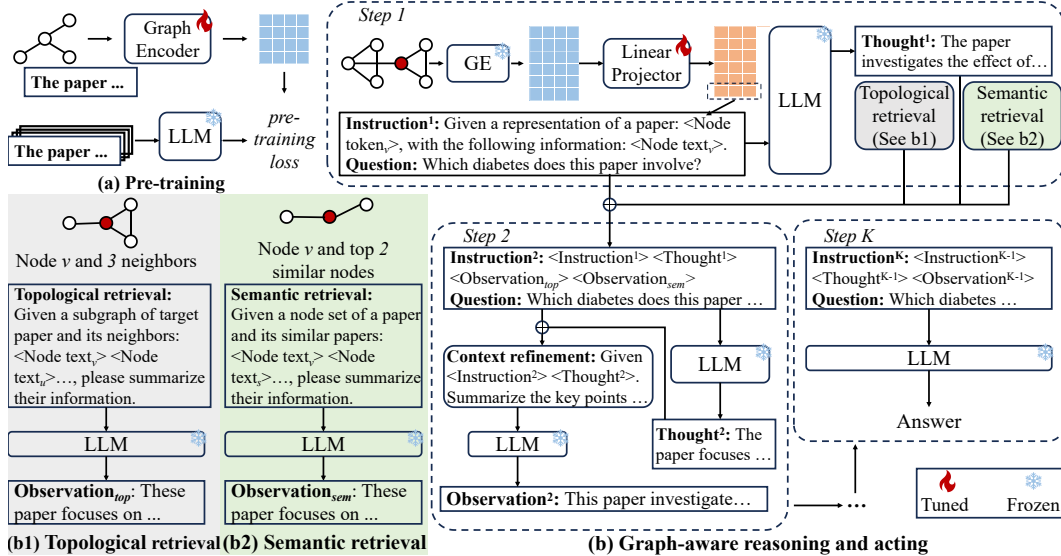 Graph
Encoder
The paper ...
The paper ...
LLM
pre-
training
loss
(a) Pre-training
Step 1
GE
Linear
Projector
LLM
Thought¹: The paper
investigates the effect of…
Topological
retrieval
(See b1)
Semantic
retrieval
(See b2)
Instruction¹: Given a representation of a paper: <Node
tokenᵥ>, with the following information: <Node textᵥ>.
Question: Which diabetes does this paper involve?
Node v and 3 neighbors
Topological retrieval:
Given a subgraph of target
paper and its neighbors:
<Node textᵥ> <Node
textᵤ>…, please summarize
their information.
LLM
Observationₜₒₚ: These
paper focuses on ...
(b1) Topological retrieval
Node v and top 2
similar nodes
Semantic retrieval:
Given a node set of a paper
and its similar papers:
<Node textᵥ> <Node
textₛ>…, please summarize
their information.
LLM
Observationₛₑₘ: These
paper focuses on ...
(b2) Semantic retrieval
Step 2
Instruction²: <Instruction¹> <Thought¹>
<Observationₜₒₚ> <Observationₛₑₘ>
Question: Which diabetes does this paper …
Context refinement: Given
<Instruction²> <Thought²>.
Summarize the key points …
LLM
LLM
Thought²: The
paper focuses …
Observation²: This paper investigate…
Step K
Instructionᴷ: <Instructionᴷ⁻¹>
<Thoughtᴷ⁻¹> <Observationᴷ⁻¹>
Question: Which diabetes …
LLM
Answer
...
Tuned
Frozen
(b) Graph-aware reasoning and acting